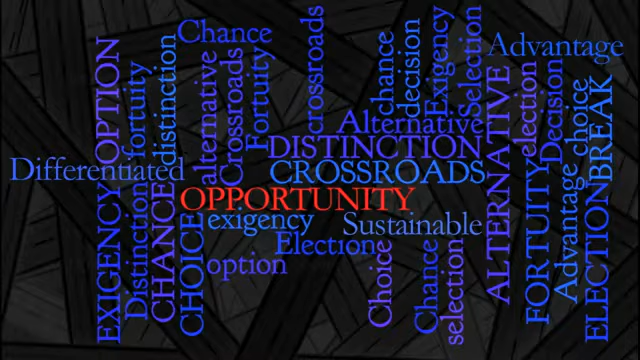 Chance
Advantage
OPTION
fortuity
distinction
alternative
Crossroads
Fortuity
crossroads
chance
decision
Exigency
Selection
Alternative
DISTINCTION
CROSSROADS
Differentiated
OPPORTUNITY
exigency
Sustainable
Elections
option
EXIGENCY
Distinction
CHANCE
CHOICE
Choice
Chance
selection
ALTERNATIVE
election
FORTUITY
Decision
Advantage
choice
ELECTION
BREAK